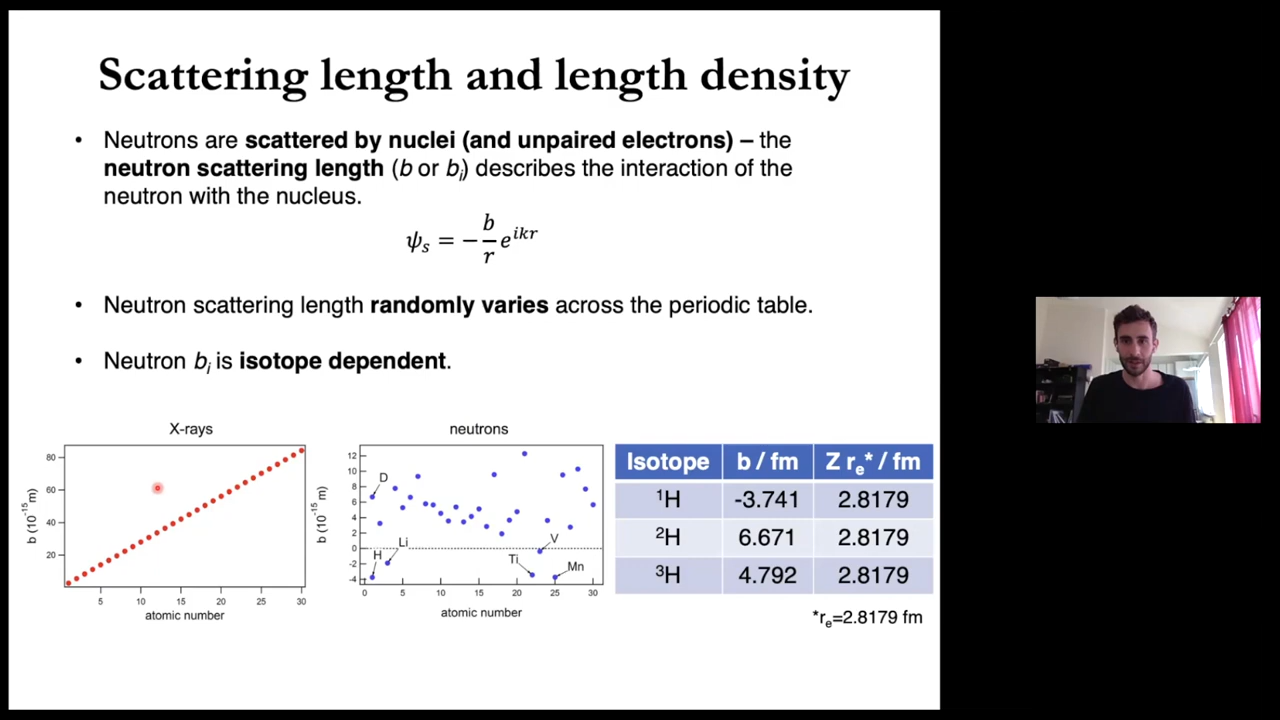 Scattering length and length density
• Neutrons are scattered by nuclei (and unpaired electrons) – the
neutron scattering length (b or bᵢ) describes the interaction of the
neutron with the nucleus.
ψₛ = − b/r e^{ikr}
• Neutron scattering length randomly varies across the periodic table.
• Neutron bᵢ is isotope dependent.
X-rays
b (10⁻¹⁵ m)
80
60
40
20
5 10 15 20 25 30
atomic number
neutrons
b (10⁻¹⁵ m)
12
10
8
6
4
2
0
-2
-4
D
H
Li
Ti
V
Mn
0 5 10 15 20 25 30
atomic number
Isotope b / fm Z rₑ* / fm
¹H -3.741 2.8179
²H 6.671 2.8179
³H 4.792 2.8179
*rₑ=2.8179 fm